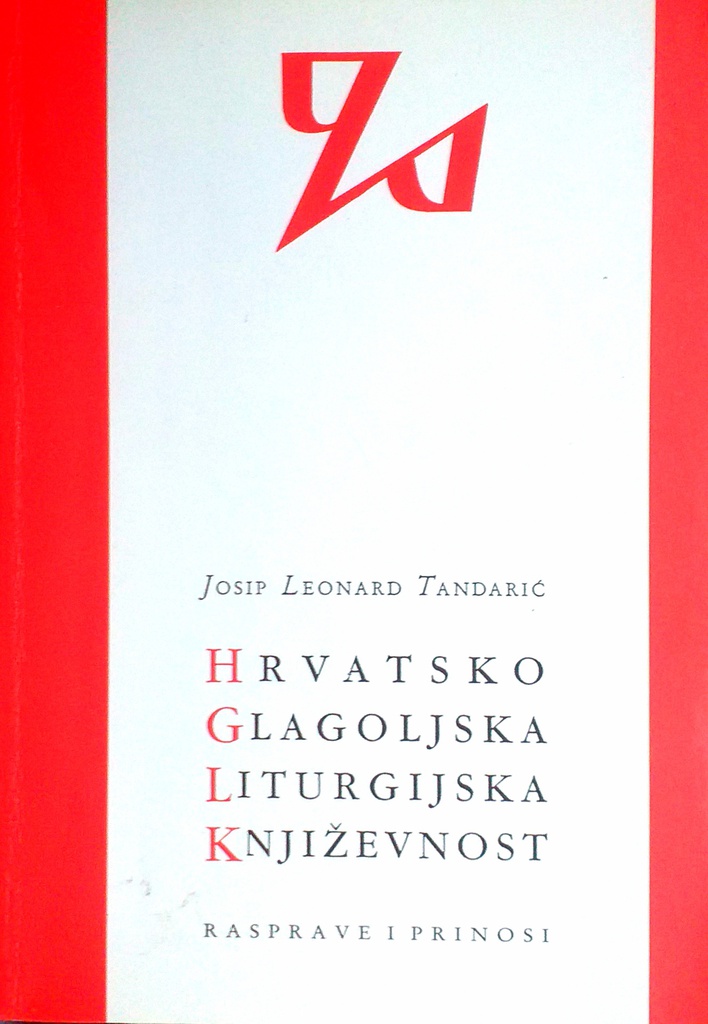 JOSIP LEONARD TANDARIĆ
HRVATSKO
GLAGOLJSKA
LITURGIJSKA
KNJIŽEVNOST
RASPRAVE I PRINOSI